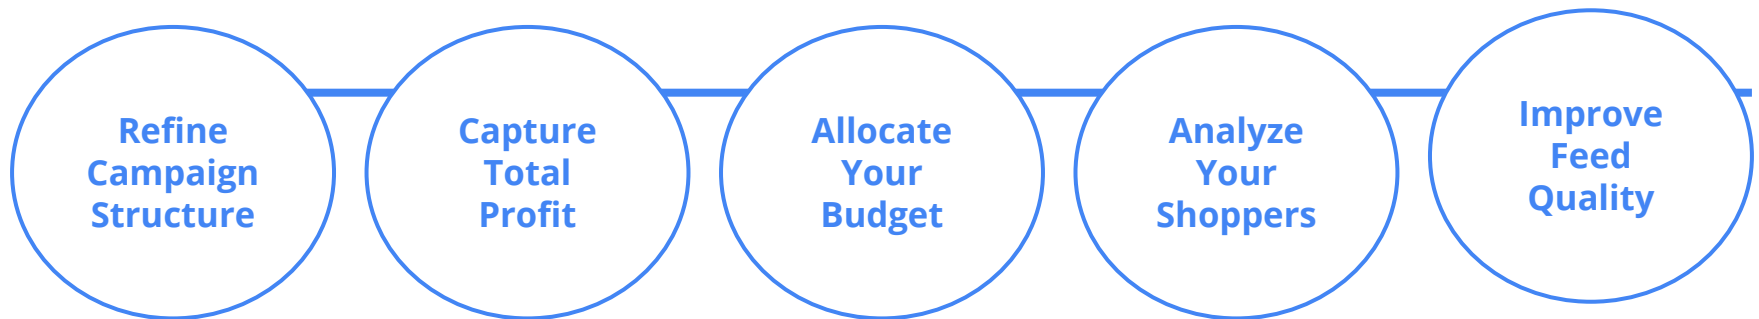 Refine
Campaign
Structure
Capture
Total
Profit
Allocate
Your
Budget
Analyze
Your
Shoppers
Improve
Feed
Quality